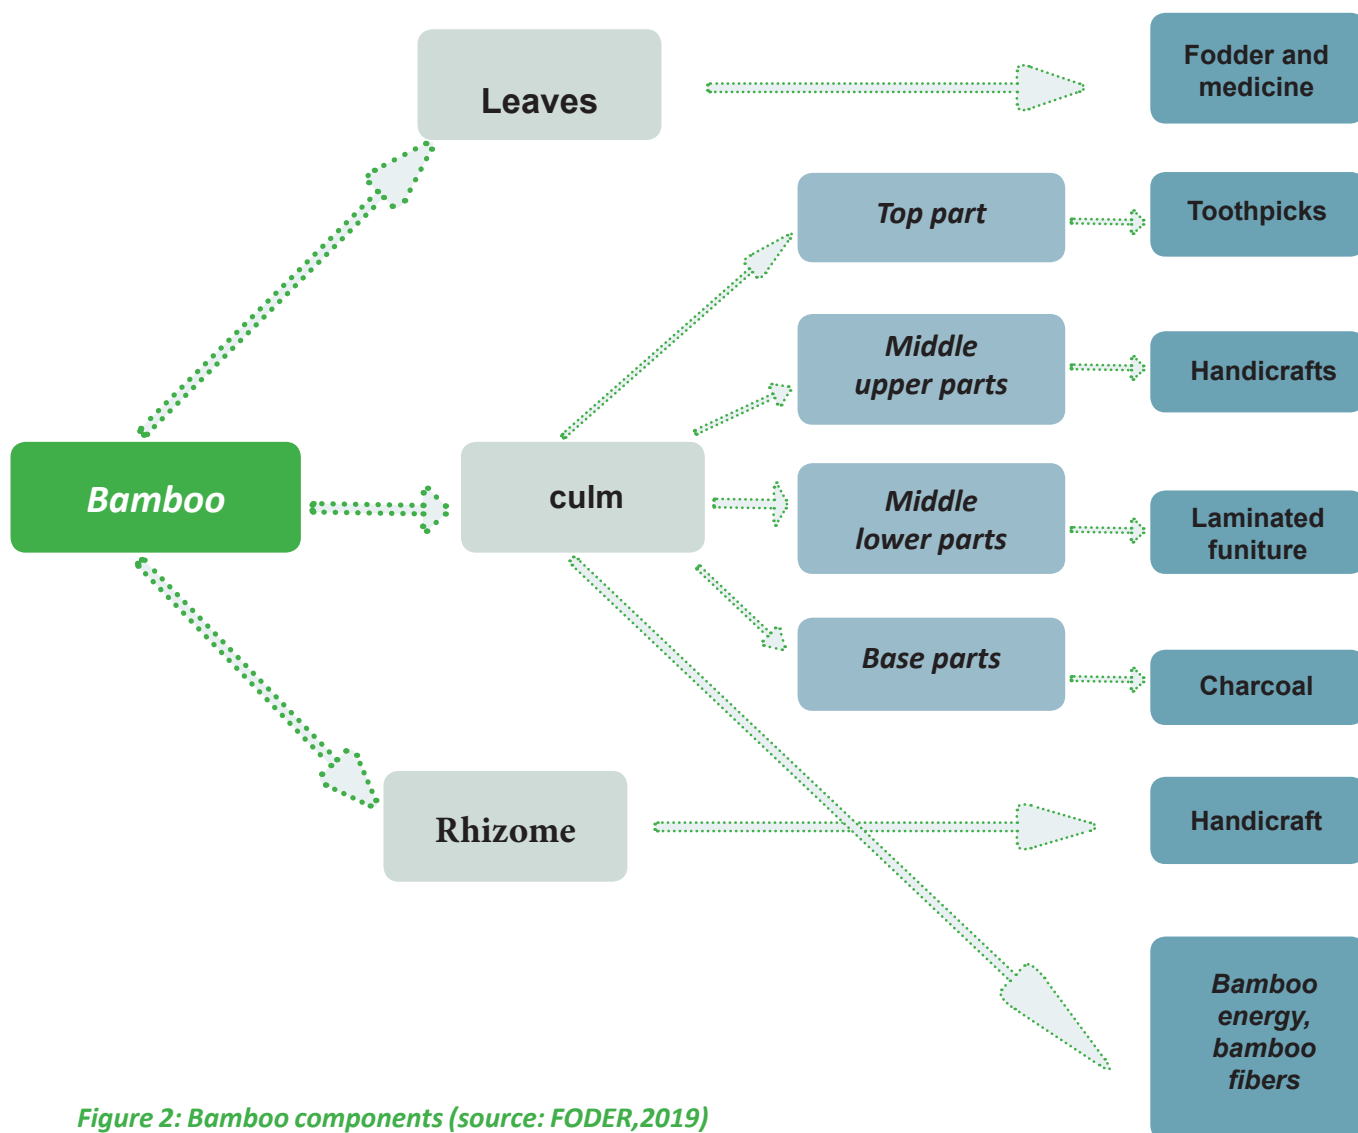 Leaves
Fodder and
medicine
Top part
Toothpicks
Middle
upper parts
Handicrafts
Bamboo
culm
Middle
lower parts
Laminated
funiture
Base parts
Charcoal
Rhizome
Handicraft
Bamboo
energy,
bamboo
fibers
Figure 2: Bamboo components (source: FODER,2019)